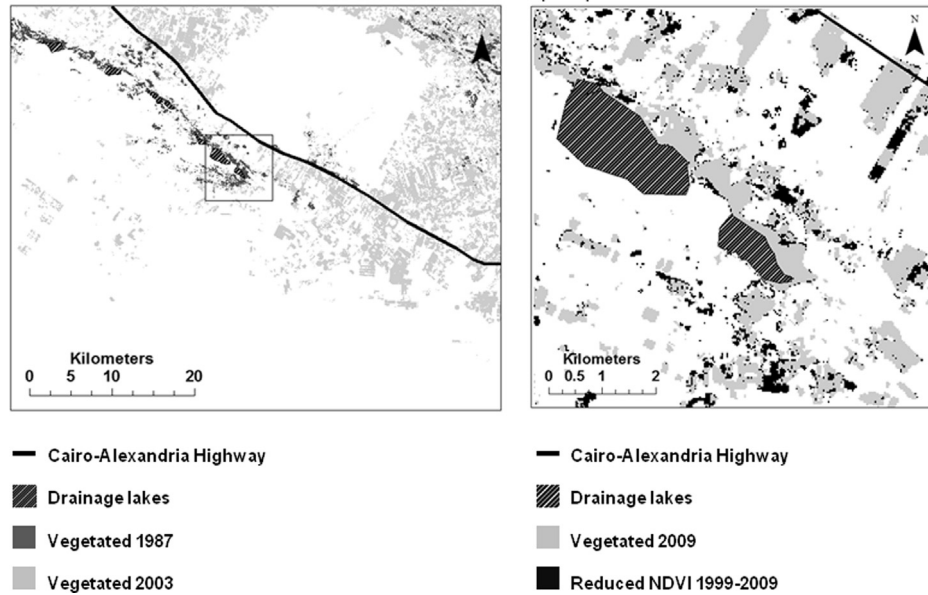 N
Kilometers
0 5 10 20
Kilometers
0 0.5 1 2
Cairo-Alexandria Highway
Drainage lakes
Vegetated 1987
Vegetated 2003
Cairo-Alexandria Highway
Drainage lakes
Vegetated 2009
Reduced NDVI 1999-2009